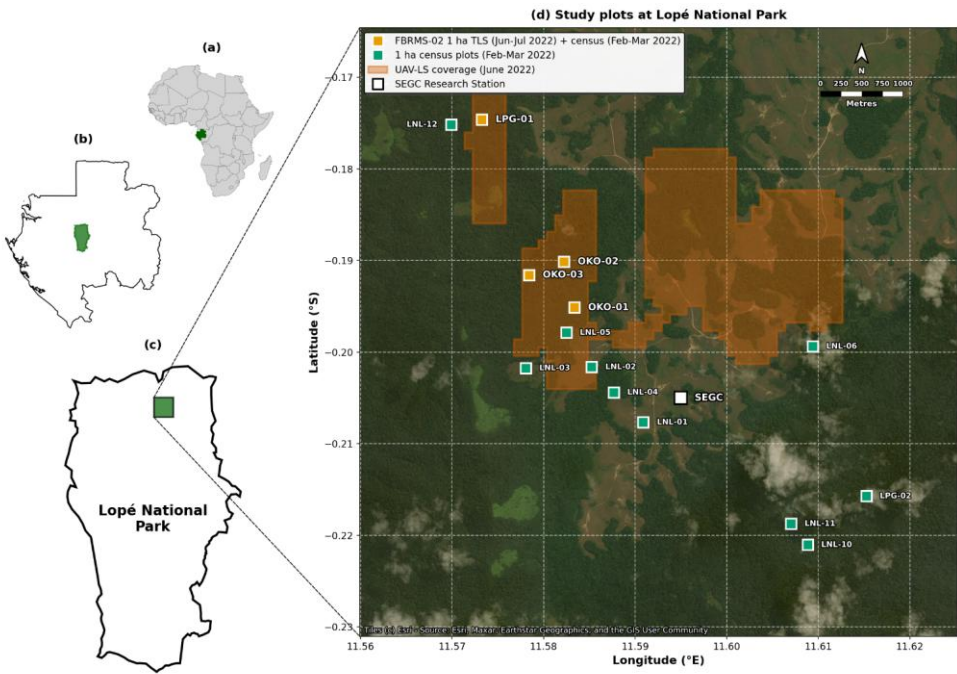 (a)
(b)
(c)
Lopé National
Park
(d) Study plots at Lopé National Park
FBRMS-02 1 ha TLS (Jun-Jul 2022) + census (Feb-Mar 2022)
1 ha census plots (Feb-Mar 2022)
UAV-LS coverage (June 2022)
SEGC Research Station
N
0 250 500 750 1000
Metres
LNL-12
LPG-01
OKO-02
OKO-03
OKO-01
LNL-05
LNL-06
LNL-03
LNL-02
LNL-04
SEGC
LNL-01
LPG-02
LNL-11
LNL-10
Latitude (°S)
−0.17
−0.18
−0.19
−0.20
−0.21
−0.22
−0.23
Tiles (c) Esri - Source: Esri, Maxar, Earthstar Geographics, and the GIS User Community
11.56 11.57 11.58 11.59 11.60 11.61 11.62
Longitude (°E)